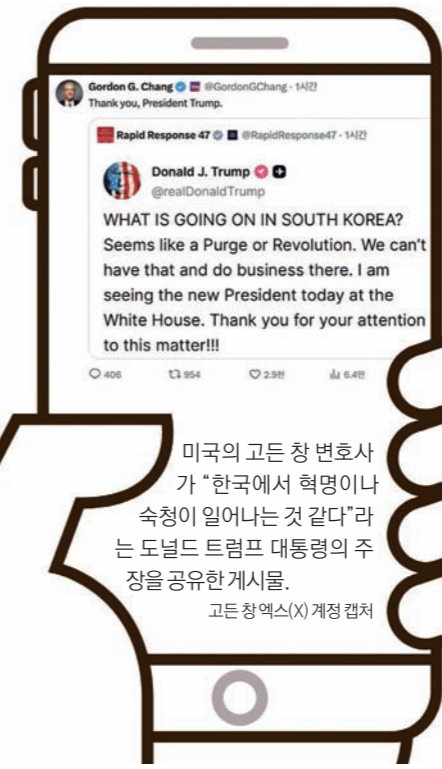 Gordon G. Chang @GordonGChang · 1시간
Thank you, President Trump.
Rapid Response 47 @RapidResponse47 · 1시간
Donald J. Trump
@realDonaldTrump
WHAT IS GOING ON IN SOUTH KOREA?
Seems like a Purge or Revolution. We can't
have that and do business there. I am
seeing the new President today at the
White House. Thank you for your attention
to this matter!!!
406 954 2.9천 6.4만
미국의 고든 창 변호사
가 “한국에서 혁명이나
숙청이 일어나는 것 같다”라
는 도널드 트럼프 대통령의 주
장을 공유한 게시물.
고든 창 엑스(X) 계정 캡처